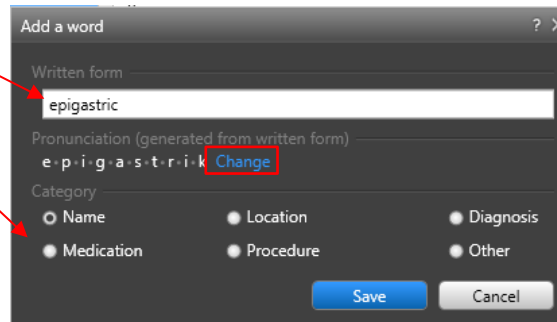 Add a word ?
Written form
epigastric
Pronunciation (generated from written form)
e·p·i·g·a·s·t·r·i·k Change
Category
Name Location Diagnosis
Medication Procedure Other
Save Cancel